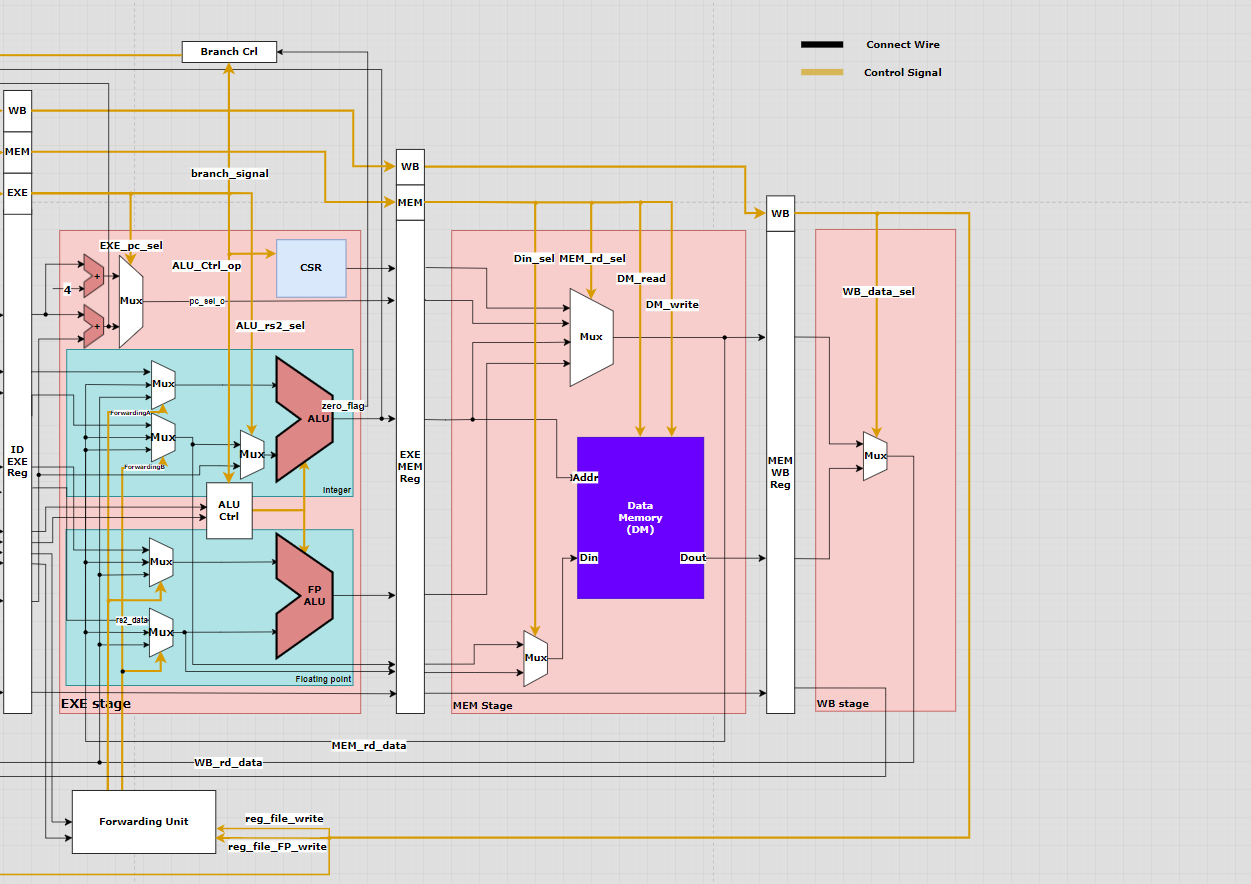 Branch Crl
Connect Wire
Control Signal
WB
MEM
EXE
branch_signal
WB
MEM
WB
EXE_pc_sel
ALU_Ctrl_op
CSR
Din_sel
MEM_rd_sel
DM_read
DM_write
WB_data_sel
4
+
Mux
pc_sel_o
+
ALU_rs2_sel
Mux
Mux
ForwardingA
Mux
zero_flag
ALU
Mux
ForwardingB
Integer
ID
EXE
Reg
EXE
MEM
Reg
MEM
WB
Reg
Mux
Addr
Data
Memory
(DM)
Din
Dout
ALU
Ctrl
Mux
FP
ALU
rs2_data
Mux
Mux
Floating point
EXE stage
MEM Stage
WB stage
MEM_rd_data
WB_rd_data
Forwarding Unit
reg_file_write
reg_file_FP_write